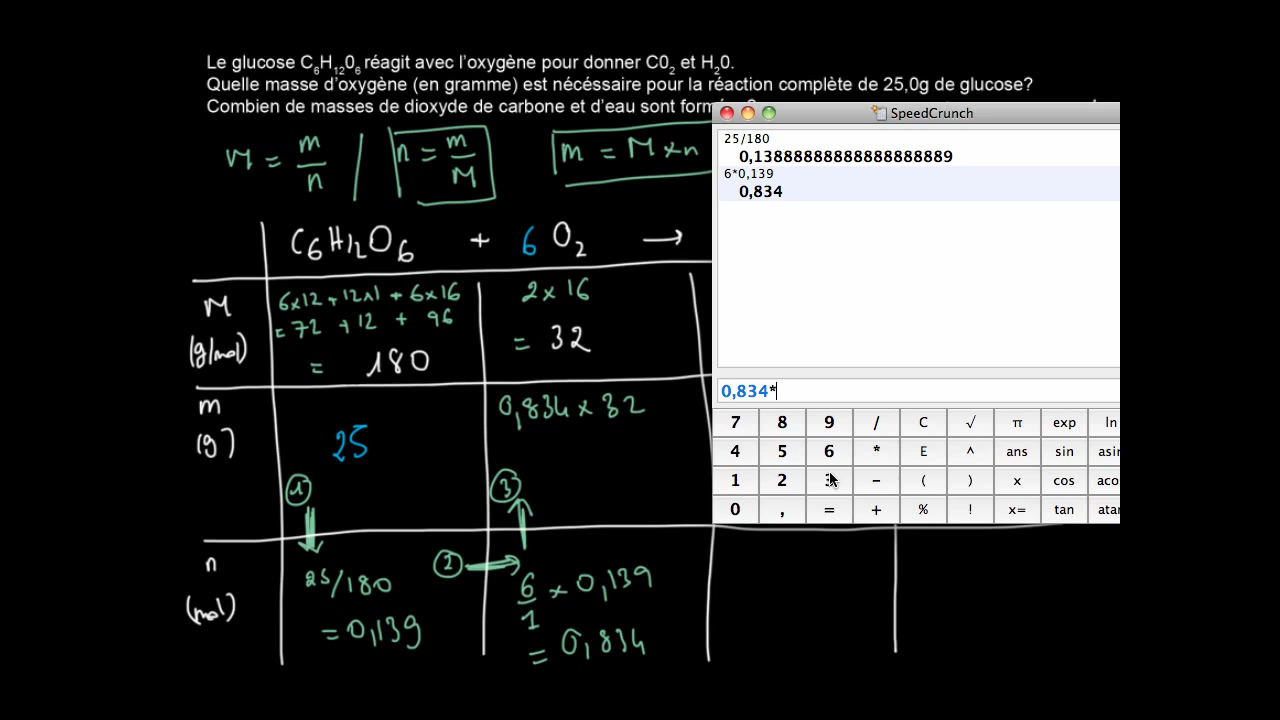 Le glucose C6H12O6 réagit avec l'oxygène pour donner C02 et H20.
Quelle masse d'oxygène (en gramme) est nécéssaire pour la réaction complète de 25,0g de glucose?
Combien de masses de dioxyde de carbone et d'eau sont
M = m/n / n = m/M m = M × n
C6H12O6 + 6 O2 →
M (g/mol)
6×12 + 12×1 + 6×16
= 72 + 12 + 96
= 180
2 × 16
= 32
m (g)
25
0,834 × 32
1
3
n (mol)
25/180
= 0,139
2
6/1 × 0,139
= 0,834
SpeedCrunch
25/180
0,13888888888888888889
6*0,139
0,834
0,834*
7 8 9 / C √ π exp ln
4 5 6 * E ^ ans sin
1 2 3 - ( ) x cos
0 , = + % ! x= tan